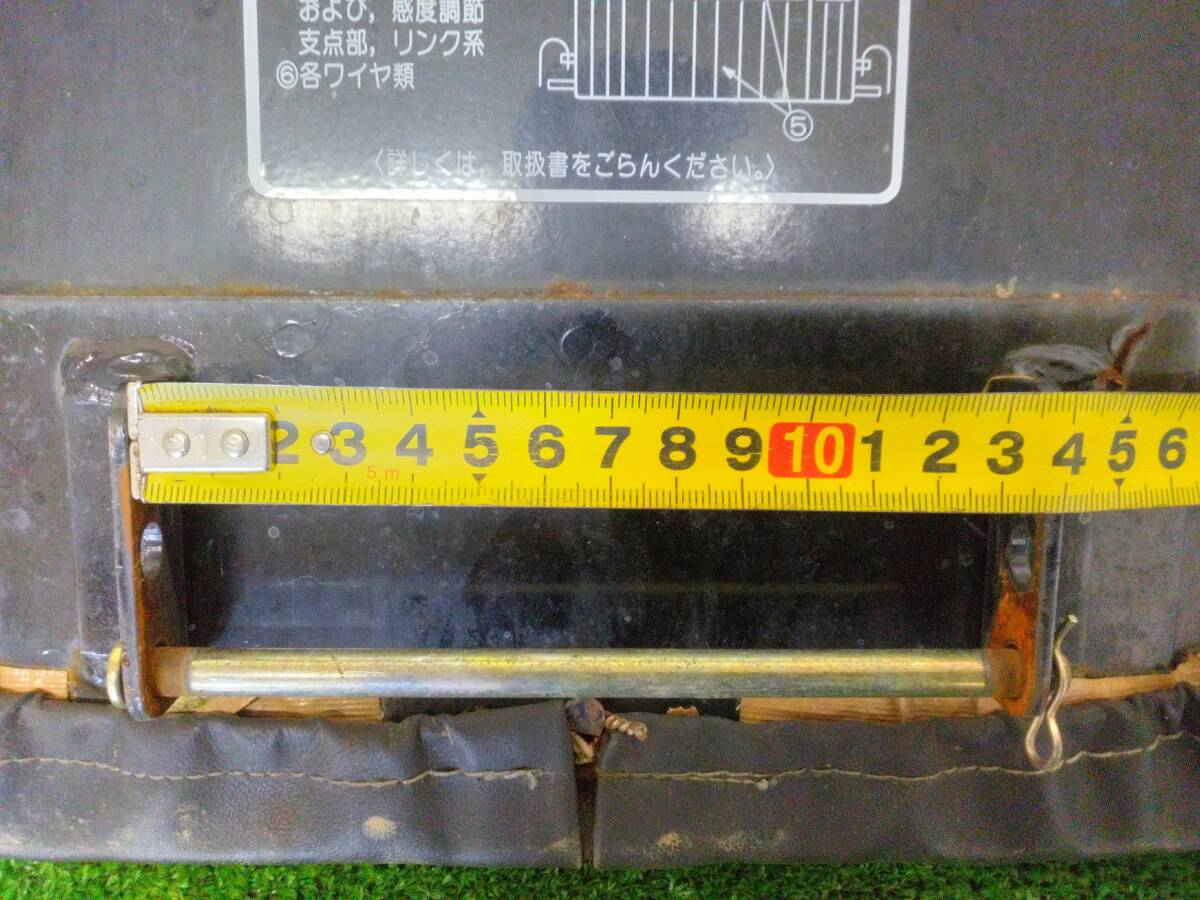 および，感度調節
支点部，リンク系
⑥各ワイヤ類
⑤
〈詳しくは，取扱書をごらんください。〉
1 2 3 4 5 6 7 8 9 10 1 2 3 4 5 6
5m